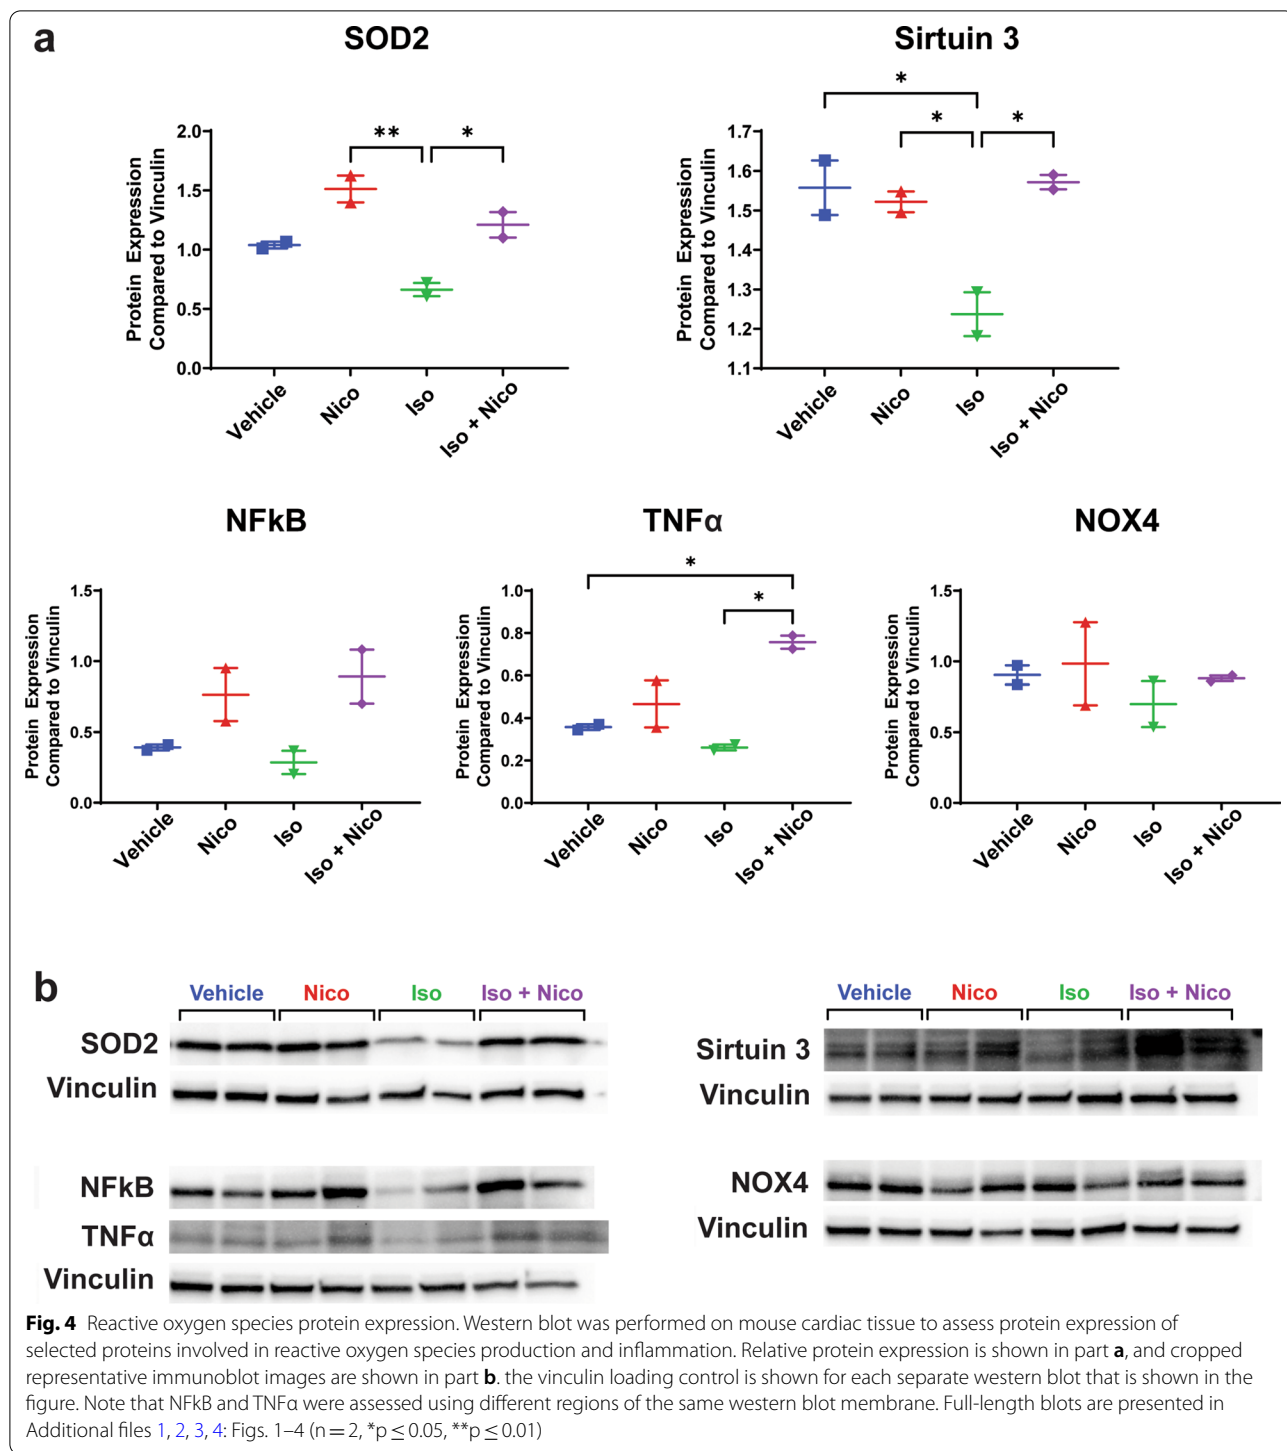 a
SOD2
Sirtuin 3
**
*
*
*
*
Protein Expression
Compared to Vinculin
2.0
1.5
1.0
0.5
0.0
Vehicle
Nico
Iso
Iso + Nico
Protein Expression
Compared to Vinculin
1.7
1.6
1.5
1.3
1.2
1.1
Vehicle
Nico
Iso
Iso + Nico
NFkB
TNFα
NOX4
Protein Expression
Compared to Vinculin
1.5
1.0
0.5
0.0
Vehicle
Nico
Iso
Iso + Nico
*
*
Protein Expression
Compared to Vinculin
1.0
0.8
0.6
0.4
0.2
0.0
Vehicle
Nico
Iso
Iso + Nico
Protein Expression
Compared to Vinculin
1.5
1.0
0.5
0.0
Vehicle
Nico
Iso
Iso + Nico
b
Vehicle Nico Iso Iso + Nico
SOD2
Vinculin
NFkB
TNFα
Vinculin
Vehicle Nico Iso Iso + Nico
Sirtuin 3
Vinculin
NOX4
Vinculin
Fig. 4 Reactive oxygen species protein expression. Western blot was performed on mouse cardiac tissue to assess protein expression of
selected proteins involved in reactive oxygen species production and inflammation. Relative protein expression is shown in part a, and cropped
representative immunoblot images are shown in part b. the vinculin loading control is shown for each separate western blot that is shown in the
figure. Note that NFkB and TNFα were assessed using different regions of the same western blot membrane. Full-length blots are presented in
Additional files 1, 2, 3, 4: Figs. 1–4 (n = 2, *p ≤ 0.05, **p ≤ 0.01)